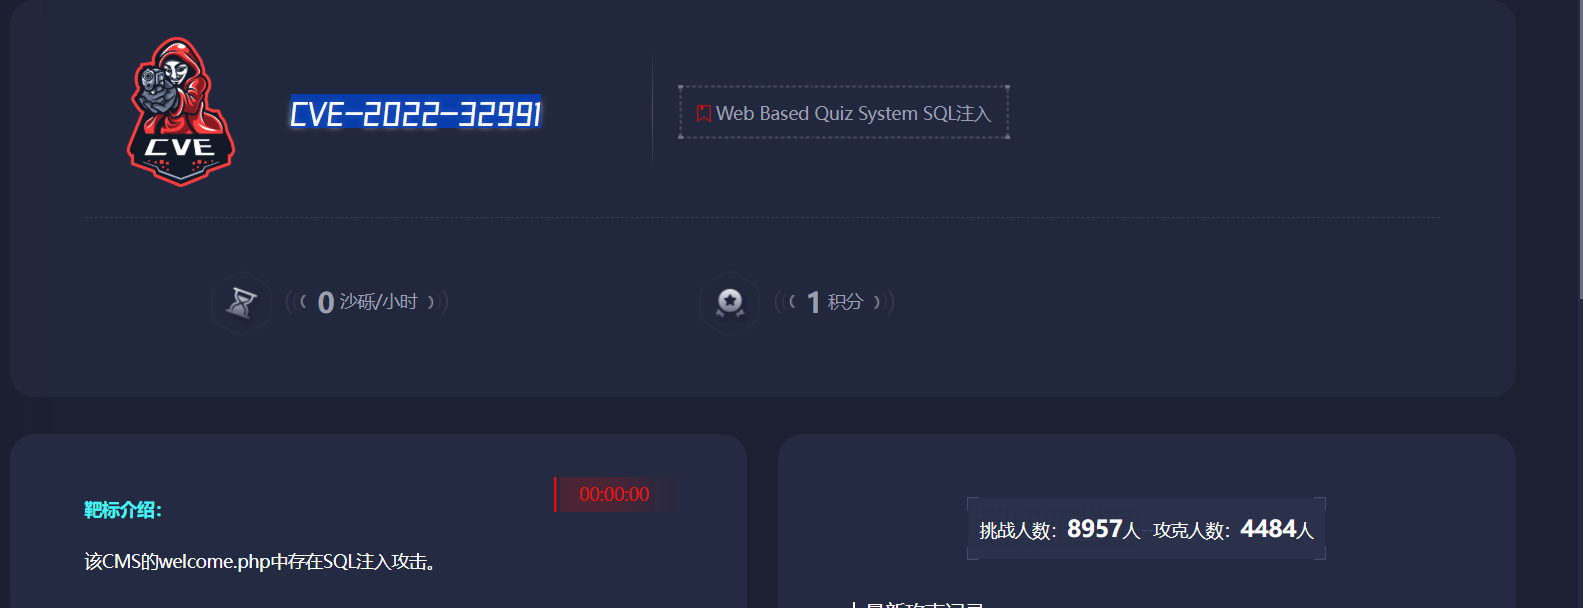 CVE
CVE-2022-32991
Web Based Quiz System SQL注入
0 沙砾/小时
1 积分
00:00:00
靶标介绍：
该CMS的welcome.php中存在SQL注入攻击。
挑战人数：8957人 - 攻克人数：4484人